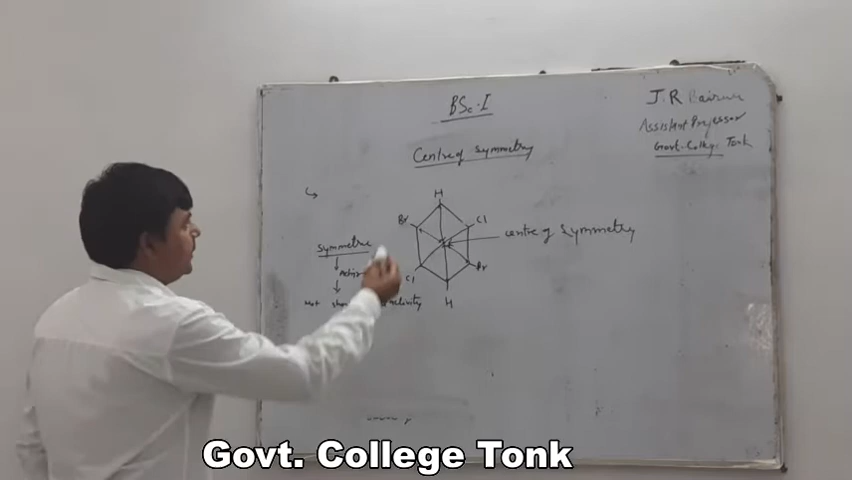 BSc-I
J.R Bairwa
Assistant Professor
Govt. College Tonk
Centre of Symmetry
H
Br
Cl
centre of symmetry
Symmetric
Br
Cl
Not
H
Govt. College Tonk